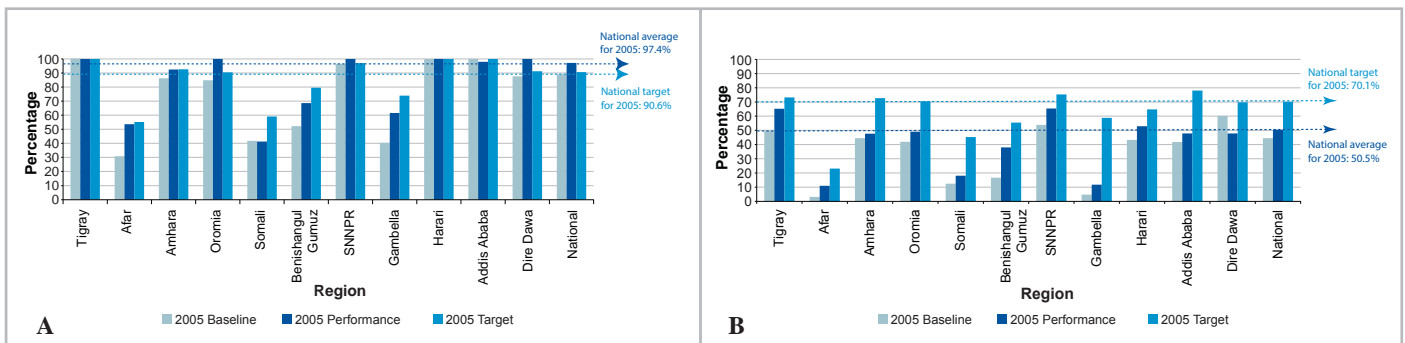 National average
for 2005: 97.4%
100
90
80
70
60
50
40
30
20
10
0
Percentage
National target
for 2005: 90.6%
Tigray
Afar
Amhara
Oromia
Somali
Benishangul
Gumuz
SNNPR
Gambella
Harari
Addis Ababa
Dire Dawa
National
Region
2005 Baseline
2005 Performance
2005 Target
A
100
90
80
70
60
50
40
30
20
10
0
Percentage
National target
for 2005: 70.1%
National average
for 2005: 50.5%
Tigray
Afar
Amhara
Oromia
Somali
Benishangul
Gumuz
SNNPR
Gambella
Harari
Addis Ababa
Dire Dawa
National
Region
2005 Baseline
2005 Performance
2005 Target
B